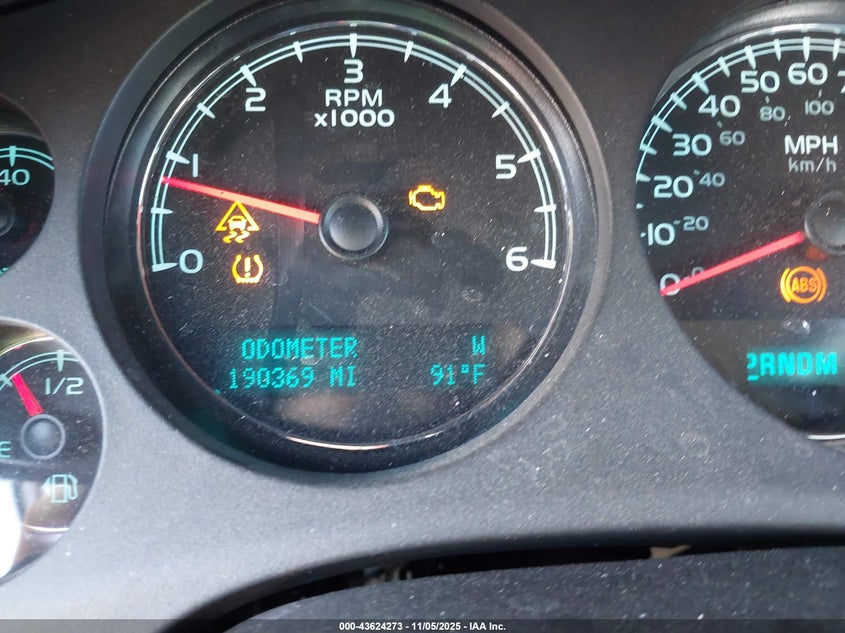 40
1/2
E
0
1
2
3
4
5
6
RPM
x1000
ODOMETER W
190369 MI 91°F
0 10 20 30 40 50 60
0 20 40 60 80 100
MPH
km/h
ABS
RNDM
000-43624273 - 11/05/2025 - IAA Inc.